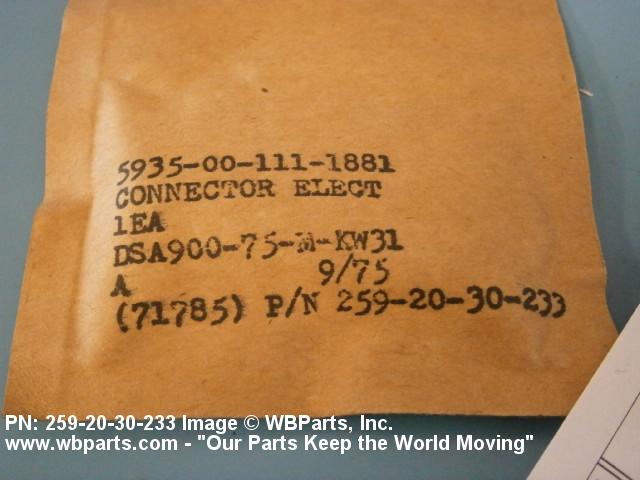 5935-00-111-1881
CONNECTOR ELECT
1EA
DSA900-75-M-KW31
A 9/75
(71785) P/N 259-20-30-233
PN: 259-20-30-233 Image © WBParts, Inc.
www.wbparts.com - "Our Parts Keep the World Moving"